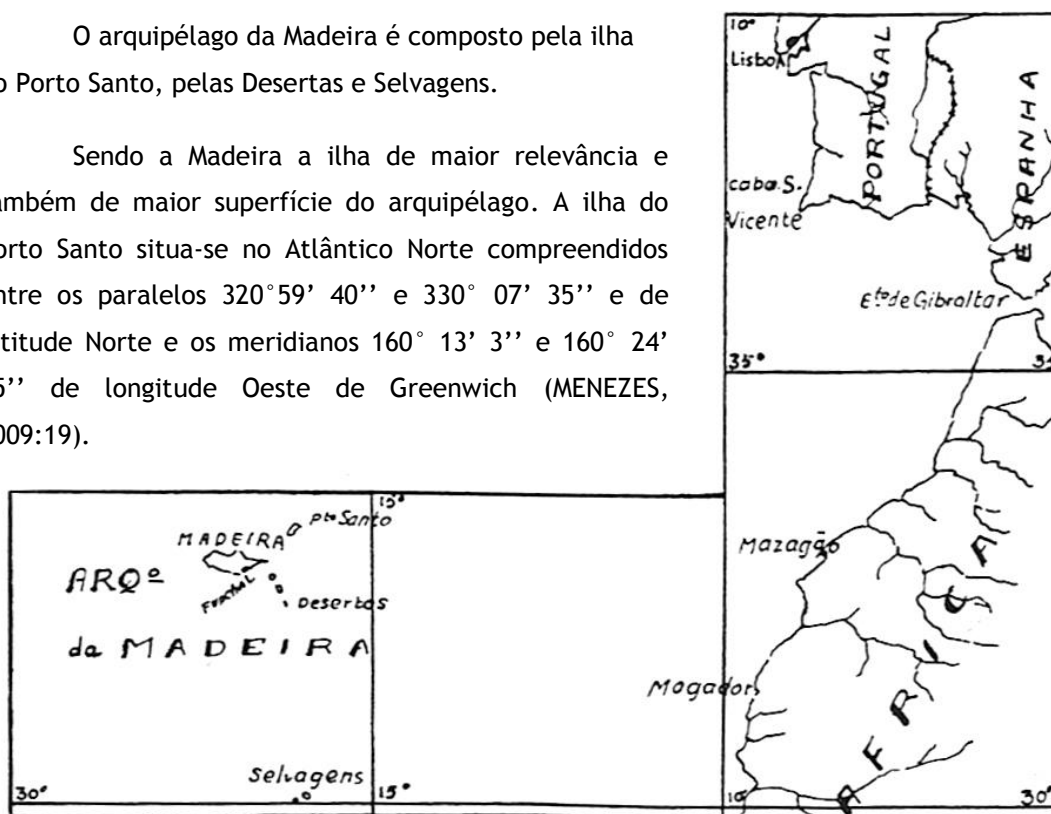 O arquipélago da Madeira é composto pela ilha
o Porto Santo, pelas Desertas e Selvagens.
Sendo a Madeira a ilha de maior relevância e
ambém de maior superfície do arquipélago. A ilha do
orto Santo situa-se no Atlântico Norte compreendidos
ntre os paralelos 320°59’ 40’’ e 330° 07’ 35’’ e de
titude Norte e os meridianos 160° 13’ 3’’ e 160° 24’
5’’ de longitude Oeste de Greenwich (MENEZES,
009:19).
10°
Lisboa
PORTUGAL
ESPANHA
cabo S.
Vicente
Eto de Gibraltar
35°
15°
Pto Santo
MADEIRA
ARQº
Funchal
Desertas
da MADEIRA
Selvagens
30°
15°
Mazagão
Mogador
AFRICA
10
30°